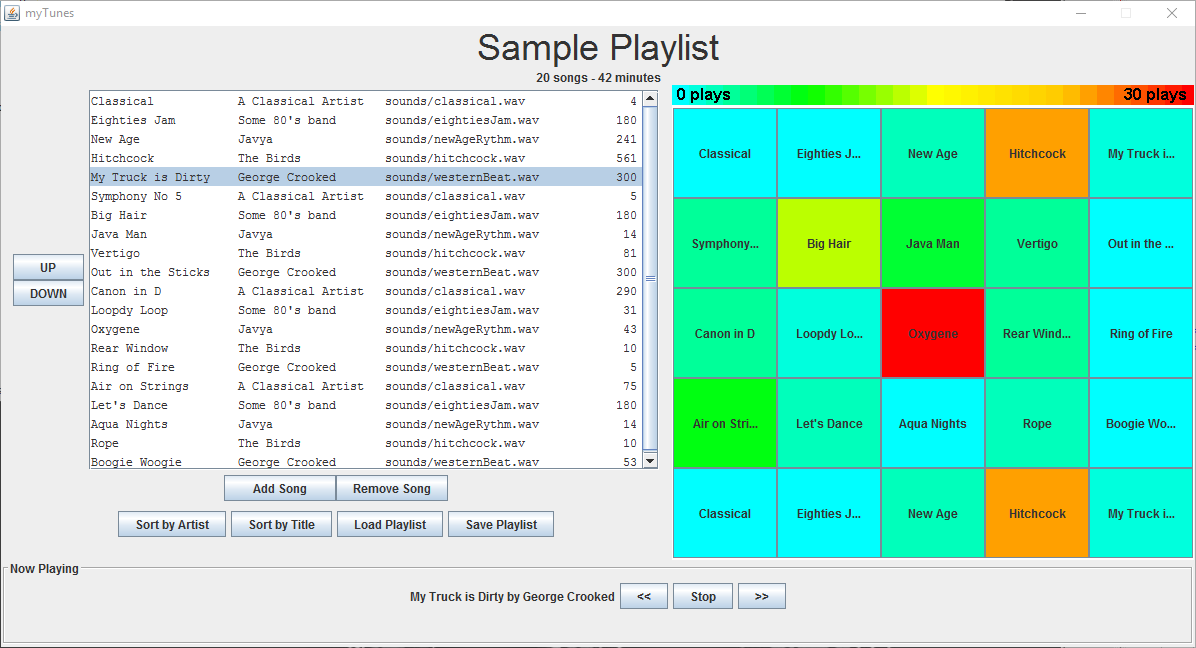 myTunes
Sample Playlist
20 songs - 42 minutes
Classical A Classical Artist sounds/classical.wav 4
Eighties Jam Some 80's band sounds/eightiesJam.wav 180
New Age Javya sounds/newAgeRythm.wav 241
Hitchcock The Birds sounds/hitchcock.wav 561
My Truck is Dirty George Crooked sounds/westernBeat.wav 300
Symphony No 5 A Classical Artist sounds/classical.wav 5
Big Hair Some 80's band sounds/eightiesJam.wav 180
Java Man Javya sounds/newAgeRythm.wav 14
Vertigo The Birds sounds/hitchcock.wav 81
Out in the Sticks George Crooked sounds/westernBeat.wav 300
Canon in D A Classical Artist sounds/classical.wav 290
Loopdy Loop Some 80's band sounds/eightiesJam.wav 31
Oxygene Javya sounds/newAgeRythm.wav 43
Rear Window The Birds sounds/hitchcock.wav 10
Ring of Fire George Crooked sounds/westernBeat.wav 5
Air on Strings A Classical Artist sounds/classical.wav 75
Let's Dance Some 80's band sounds/eightiesJam.wav 180
Aqua Nights Javya sounds/newAgeRythm.wav 14
Rope The Birds sounds/hitchcock.wav 10
Boogie Woogie George Crooked sounds/westernBeat.wav 53
UP
DOWN
Add Song Remove Song
Sort by Artist Sort by Title Load Playlist Save Playlist
0 plays 30 plays
Classical Eighties J... New Age Hitchcock My Truck i...
Symphony... Big Hair Java Man Vertigo Out in the ...
Canon in D Loopdy Lo... Oxygene Rear Wind... Ring of Fire
Air on Stri... Let's Dance Aqua Nights Rope Boogie Wo...
Classical Eighties J... New Age Hitchcock My Truck i...
Now Playing
My Truck is Dirty by George Crooked << Stop >>